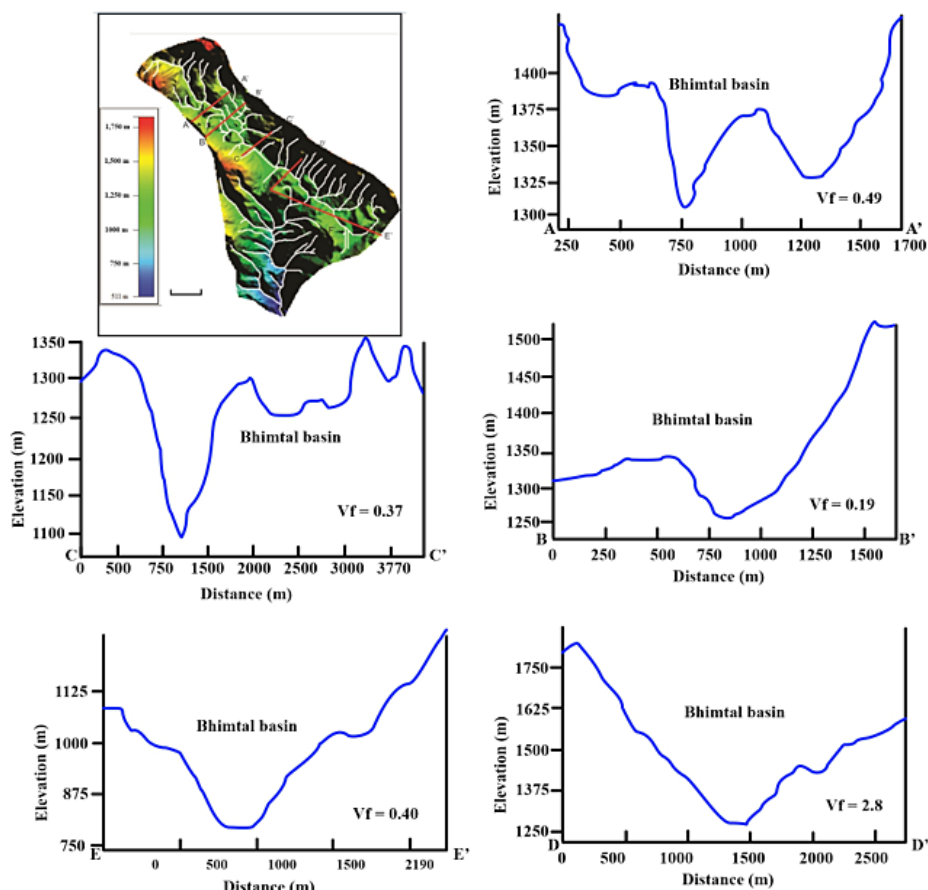 1,750 m
1,500 m
1,250 m
1000 m
750 m
A
A'
B
B'
C
C'
D'
E'
Elevation (m)
1400
1375
1350
1325
1300
Bhimtal basin
Vf = 0.49
A
A'
250 500 750 1000 1250 1500 1700
Distance (m)
Elevation (m)
1350
1300
1250
1200
1150
1100
Bhimtal basin
Vf = 0.37
C
C'
0 500 750 1500 2000 2500 3000 3770
Distance (m)
Elevation (m)
1500
1450
1400
1350
1300
1250
Bhimtal basin
Vf = 0.19
B
B'
0 250 500 750 1000 1250 1500
Distance (m)
Elevation (m)
1125
1000
875
750
Bhimtal basin
Vf = 0.40
E
E'
0 500 1000 1500 2190
Distance (m)
Elevation (m)
1750
1625
1500
1375
1250
Bhimtal basin
Vf = 2.8
D
D'
0 500 1000 1500 2000 2500
Distance (m)